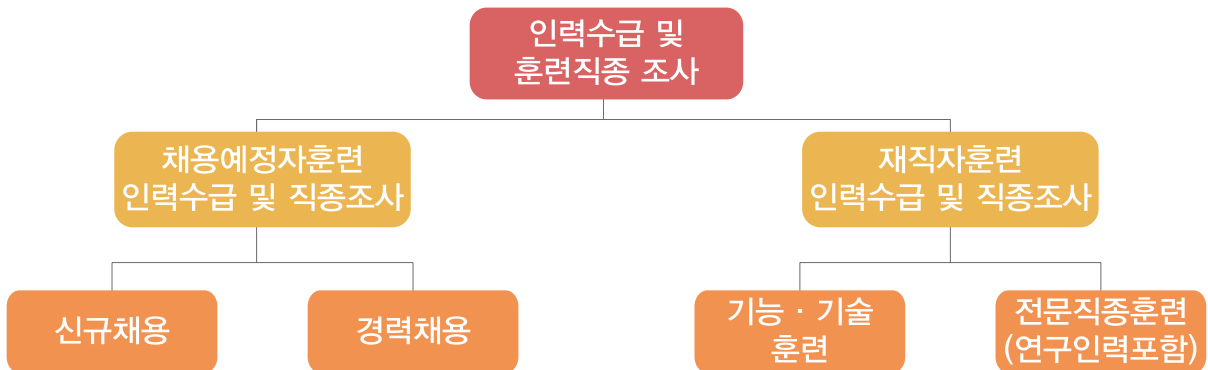 인력수급 및
훈련직종 조사
채용예정자훈련
인력수급 및 직종조사
재직자훈련
인력수급 및 직종조사
신규채용
경력채용
기능 · 기술
훈련
전문직종훈련
(연구인력포함)